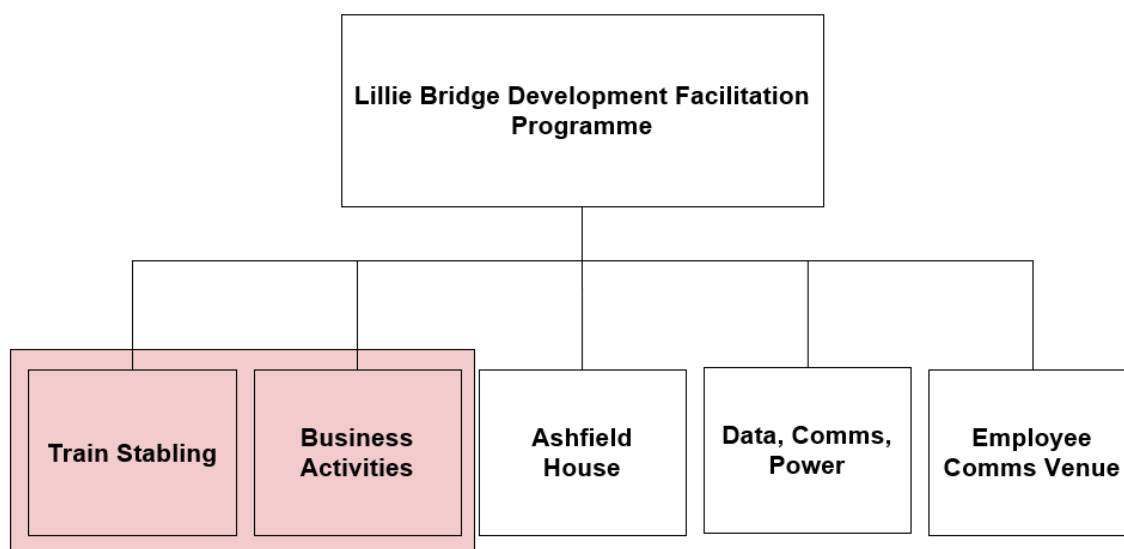 Lillie Bridge Development Facilitation
Programme
Train Stabling
Business
Activities
Ashfield
House
Data, Comms,
Power
Employee
Comms Venue